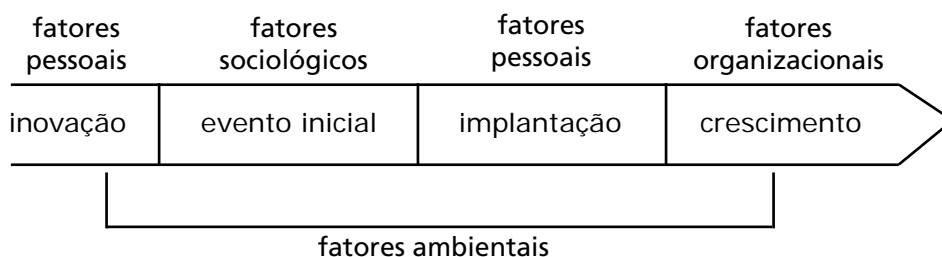 fatores
pessoais
fatores
sociológicos
fatores
pessoais
fatores
organizacionais
inovação
evento inicial
implantação
crescimento
fatores ambientais